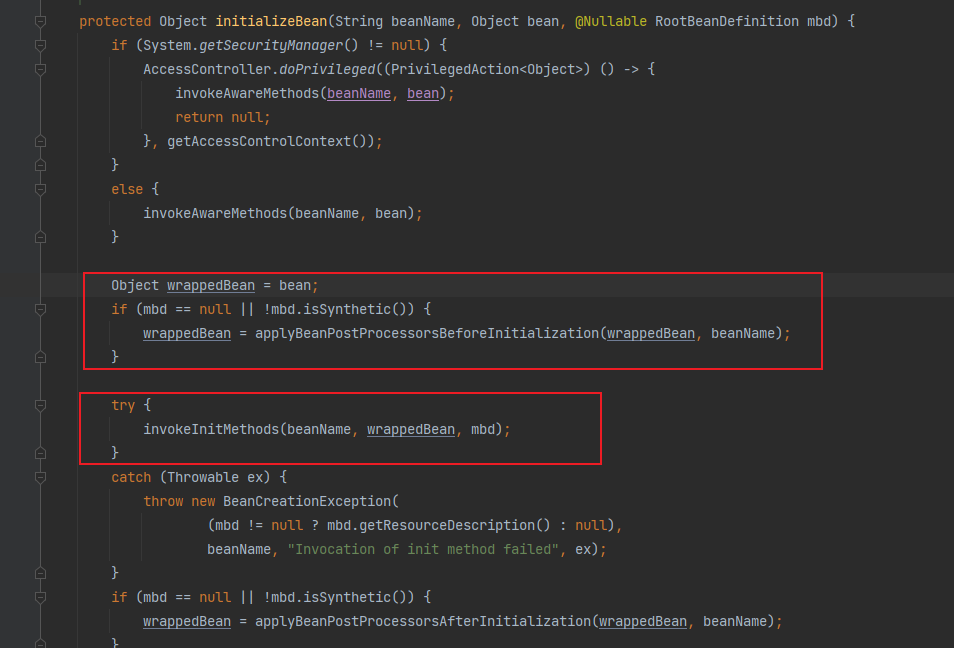 protected Object initializeBean(String beanName, Object bean, @Nullable RootBeanDefinition mbd) {
if (System.getSecurityManager() != null) {
AccessController.doPrivileged((PrivilegedAction<Object>) () -> {
invokeAwareMethods(beanName, bean);
return null;
}, getAccessControlContext());
}
else {
invokeAwareMethods(beanName, bean);
}
Object wrappedBean = bean;
if (mbd == null || !mbd.isSynthetic()) {
wrappedBean = applyBeanPostProcessorsBeforeInitialization(wrappedBean, beanName);
}
try {
invokeInitMethods(beanName, wrappedBean, mbd);
}
catch (Throwable ex) {
throw new BeanCreationException(
(mbd != null ? mbd.getResourceDescription() : null),
beanName, "Invocation of init method failed", ex);
}
if (mbd == null || !mbd.isSynthetic()) {
wrappedBean = applyBeanPostProcessorsAfterInitialization(wrappedBean, beanName);
}